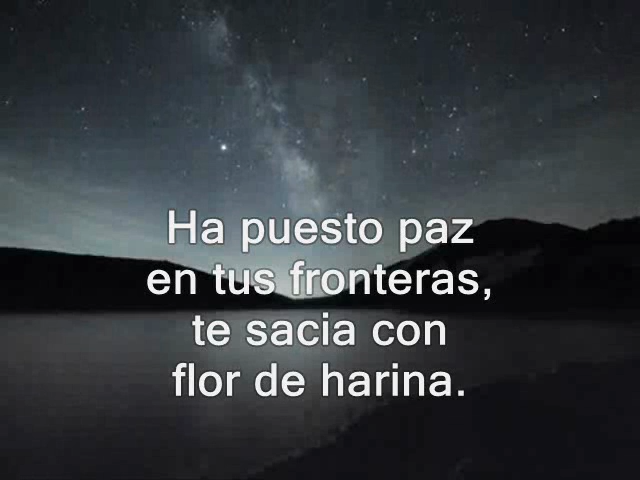 Ha puesto paz
en tus fronteras,
te sacia con
flor de harina.